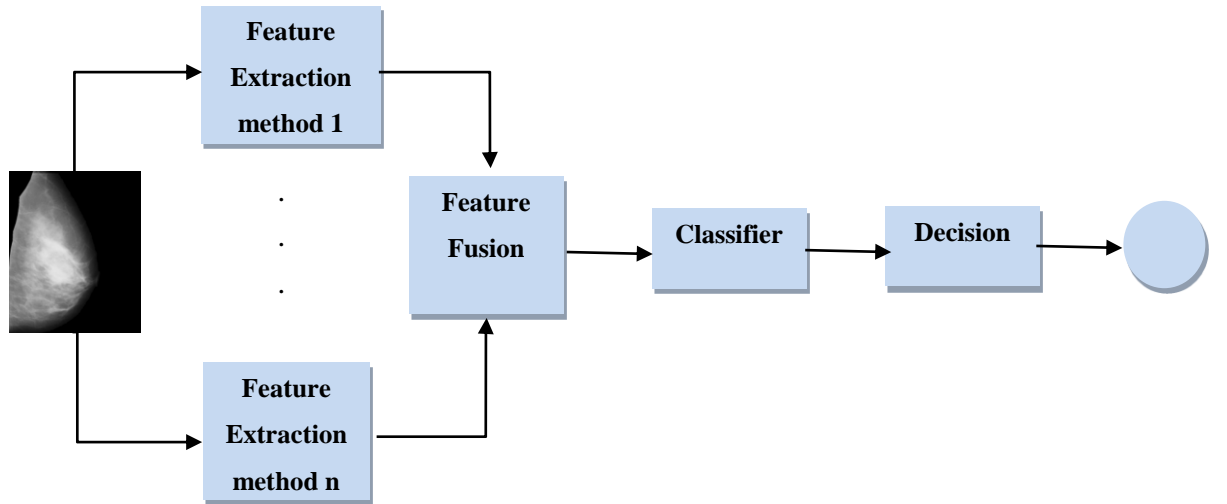 Feature
Extraction
method 1
.
.
.
Feature
Fusion
Classifier
Decision
Feature
Extraction
method n